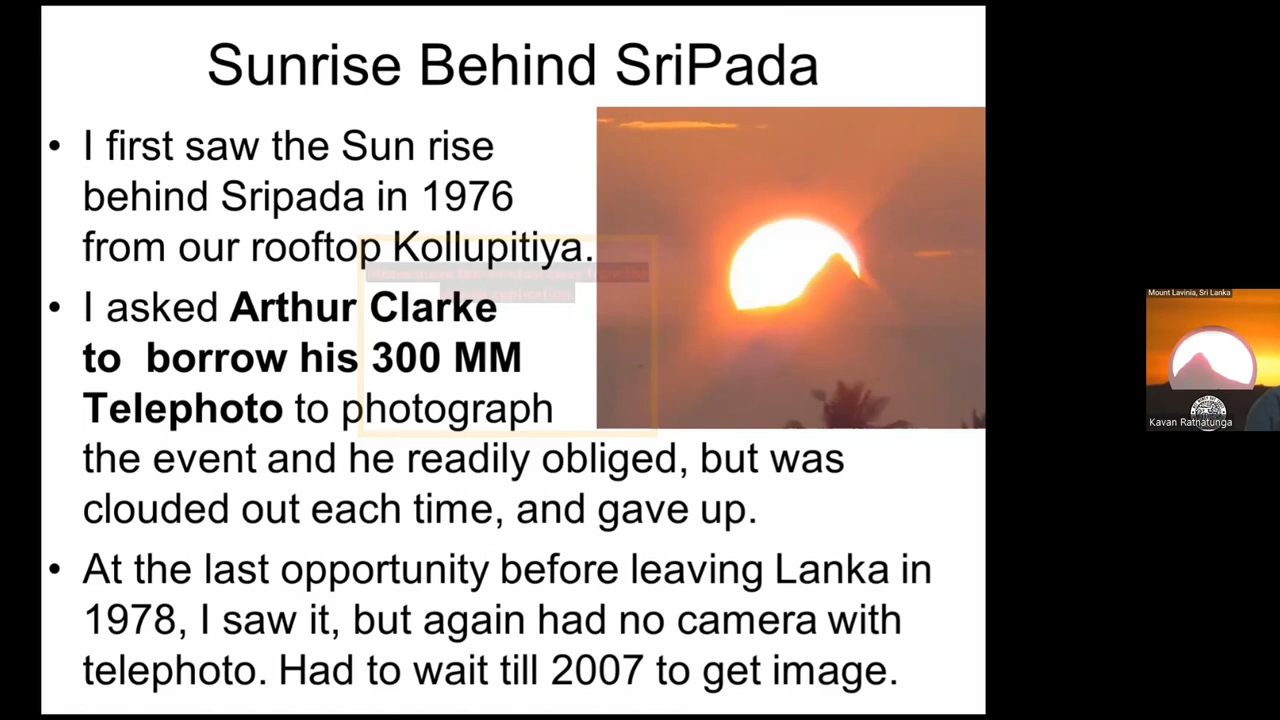 Sunrise Behind SriPada
• I first saw the Sun rise
behind Sripada in 1976
from our rooftop Kollupitiya.
• I asked Arthur Clarke
to borrow his 300 MM
Telephoto to photograph
the event and he readily obliged, but was
clouded out each time, and gave up.
• At the last opportunity before leaving Lanka in
1978, I saw it, but again had no camera with
telephoto. Had to wait till 2007 to get image.
Mount Lavinia, Sri Lanka
Kavan Ratnatunga